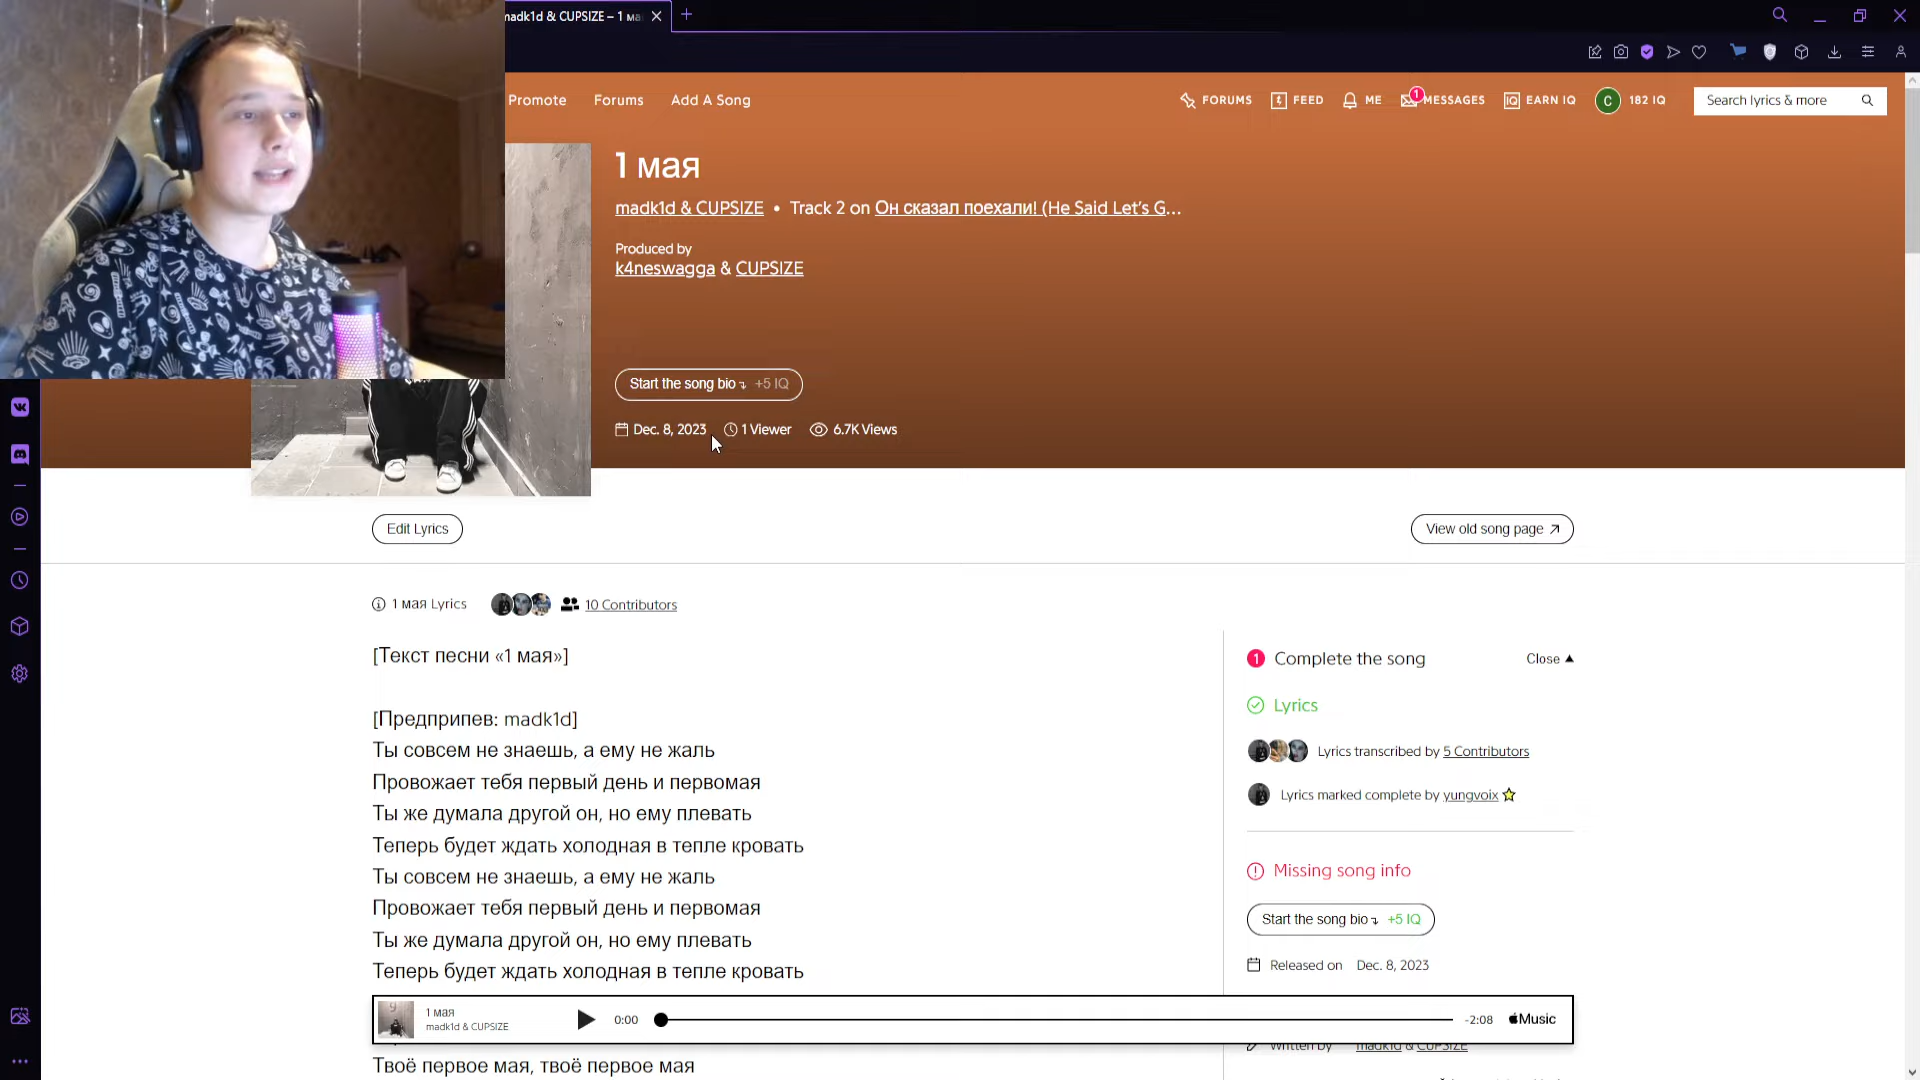 madk1d & CUPSIZE – 1 ма
Promote
Forums
Add A Song
FORUMS
FEED
ME
1
MESSAGES
IQ
EARN IQ
C
182 IQ
Search lyrics & more
1 мая
madk1d & CUPSIZE • Track 2 on Он сказал поехали! (He Said Let’s G...
Produced by
k4neswagga & CUPSIZE
Start the song bio +5 IQ
Dec. 8, 2023
1 Viewer
6.7K Views
Edit Lyrics
View old song page
1 мая Lyrics
10 Contributors
[Текст песни «1 мая»]
[Предприпев: madk1d]
Ты совсем не знаешь, а ему не жаль
Провожает тебя первый день и первомая
Ты же думала другой он, но ему плевать
Теперь будет ждать холодная в тепле кровать
Ты совсем не знаешь, а ему не жаль
Провожает тебя первый день и первомая
Ты же думала другой он, но ему плевать
Теперь будет ждать холодная в тепле кровать
Твоё первое мая, твоё первое мая
1 Complete the song
Close
Lyrics
Lyrics transcribed by 5 Contributors
Lyrics marked complete by yungvoix
Missing song info
Start the song bio +5 IQ
Released on Dec. 8, 2023
Written by madk1d & CUPSIZE
1 мая
madk1d & CUPSIZE
0:00
-2:08
Music